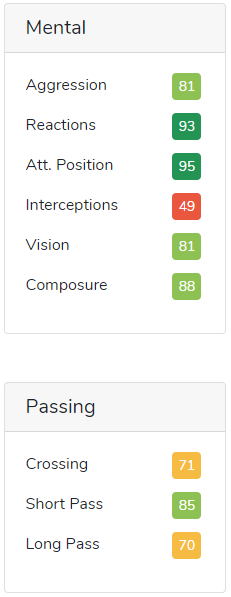 Mental
Aggression 81
Reactions 93
Att. Position 95
Interceptions 49
Vision 81
Composure 88
Passing
Crossing 71
Short Pass 85
Long Pass 70